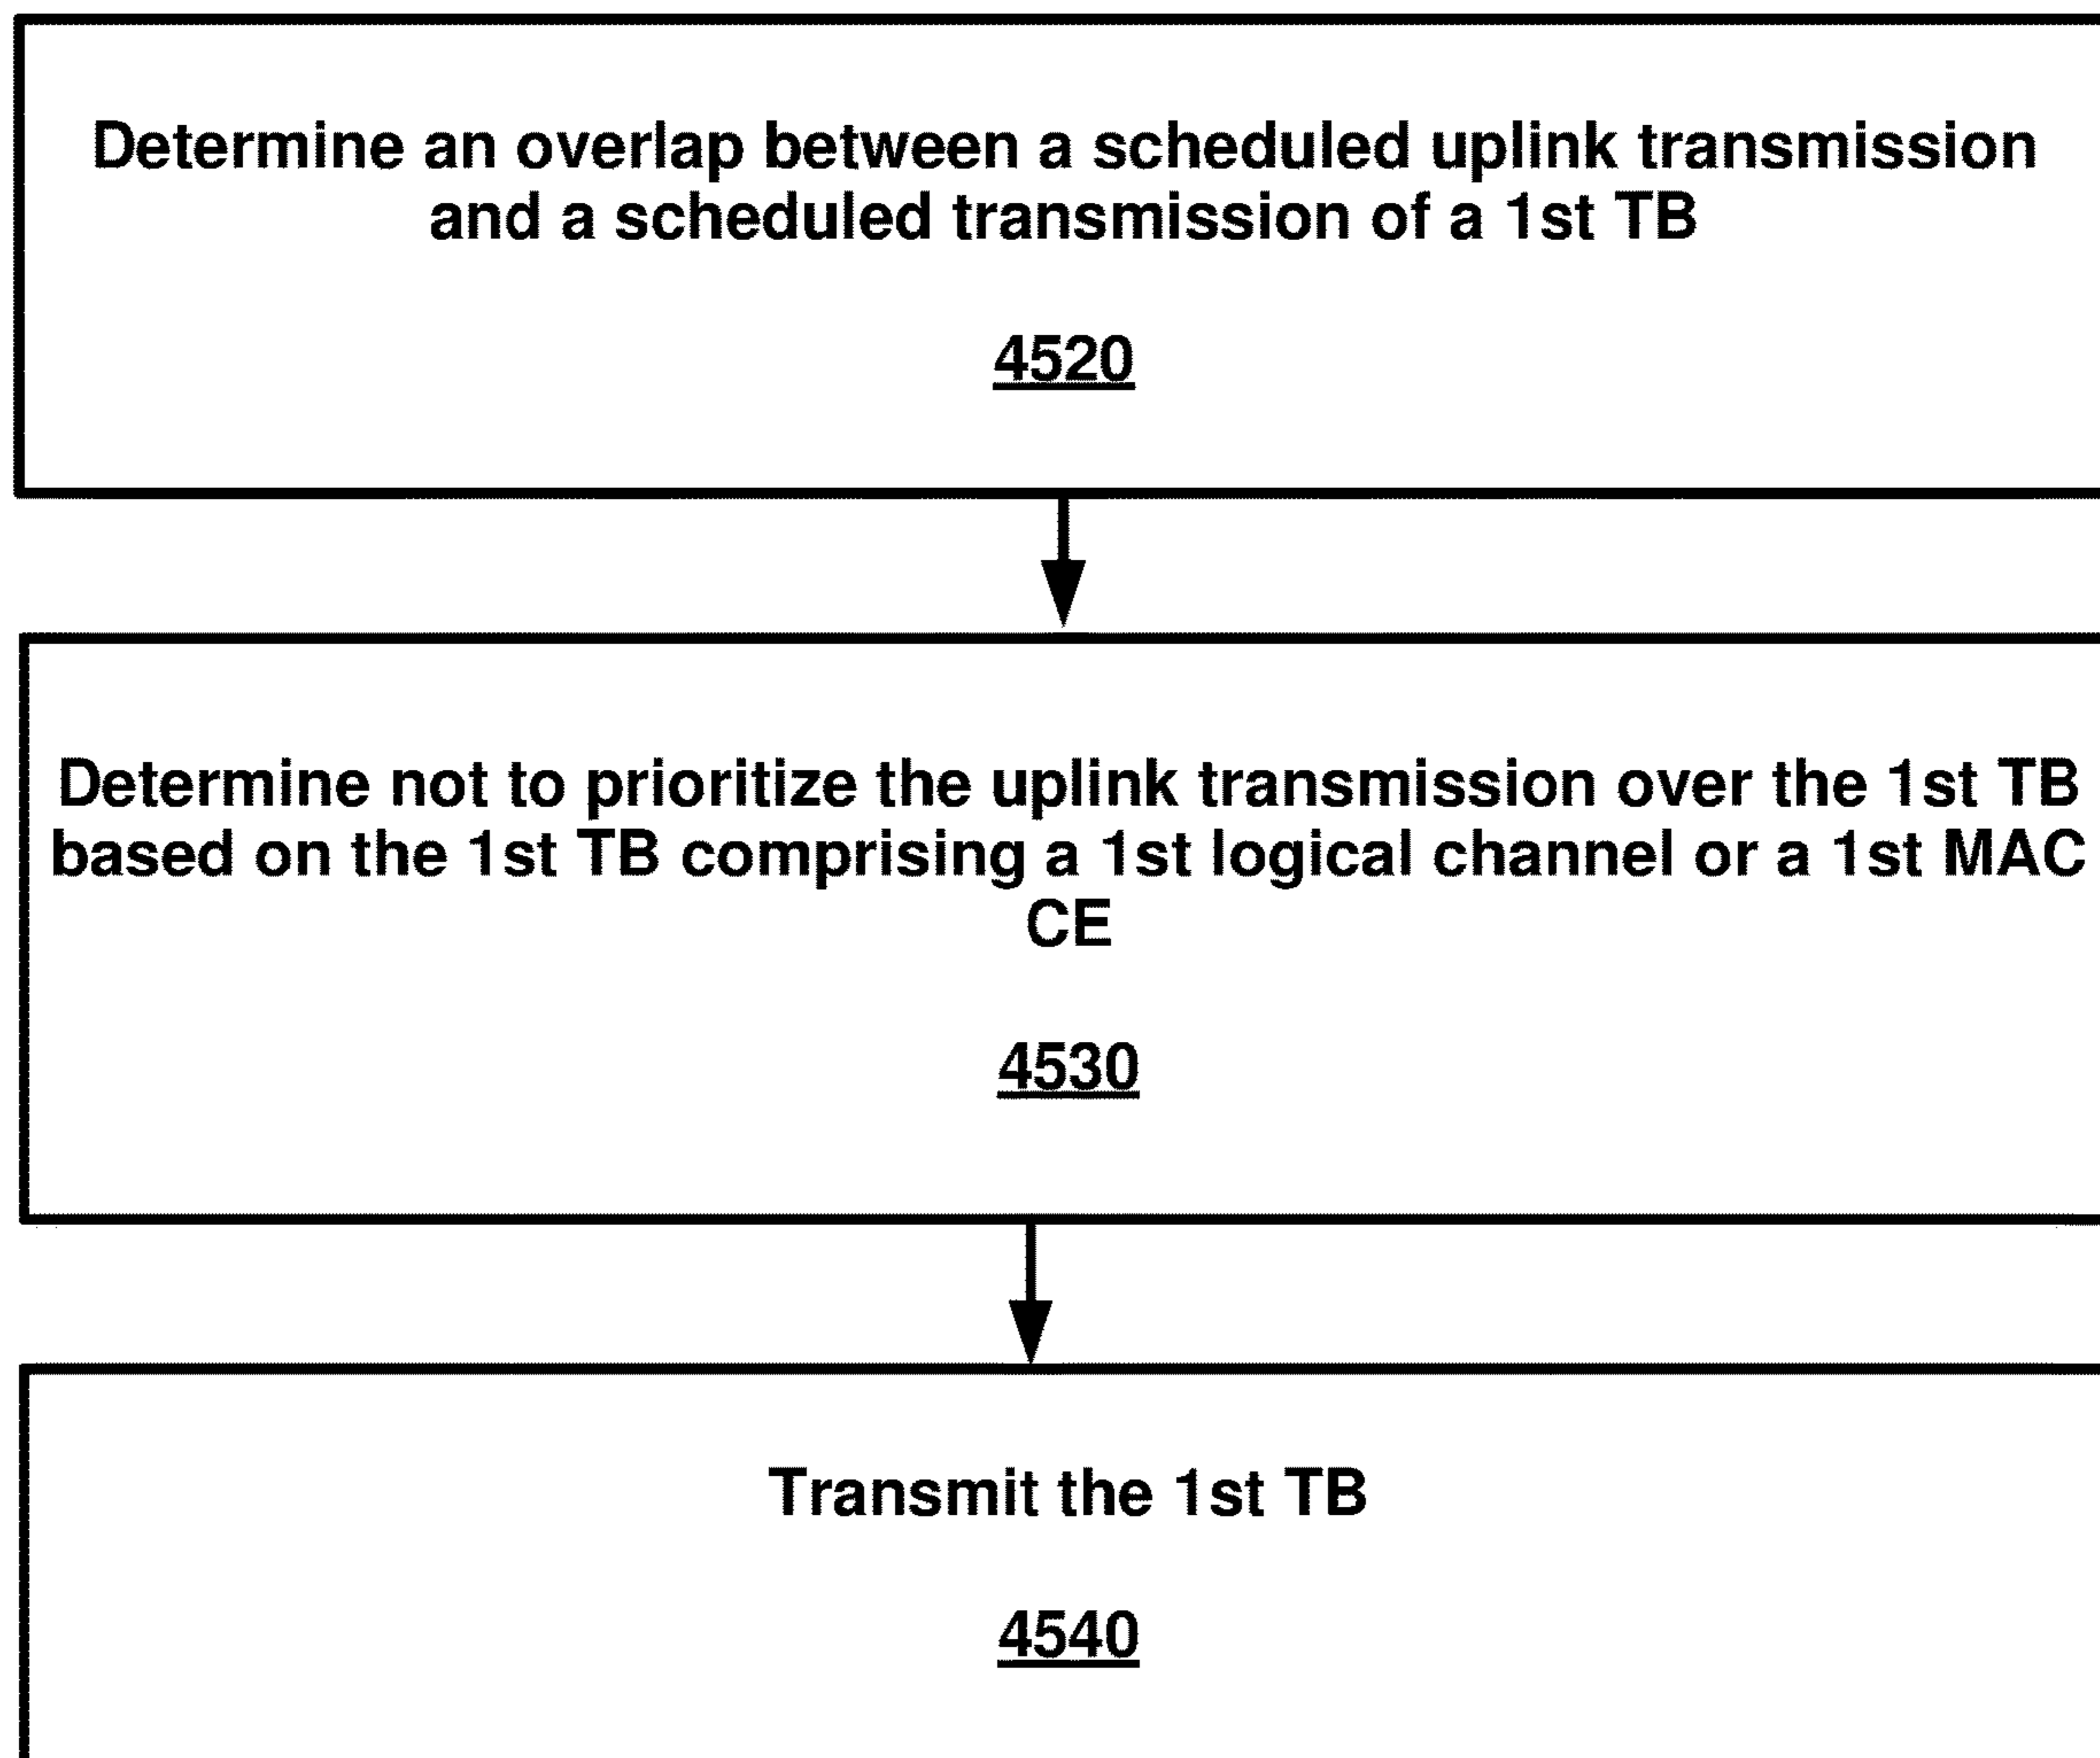 Determine an overlap between a scheduled uplink transmission
and a scheduled transmission of a 1st TB
4520
Determine not to prioritize the uplink transmission over the 1st TB
based on the 1st TB comprising a 1st logical channel or a 1st MAC
CE
4530
Transmit the 1st TB
4540